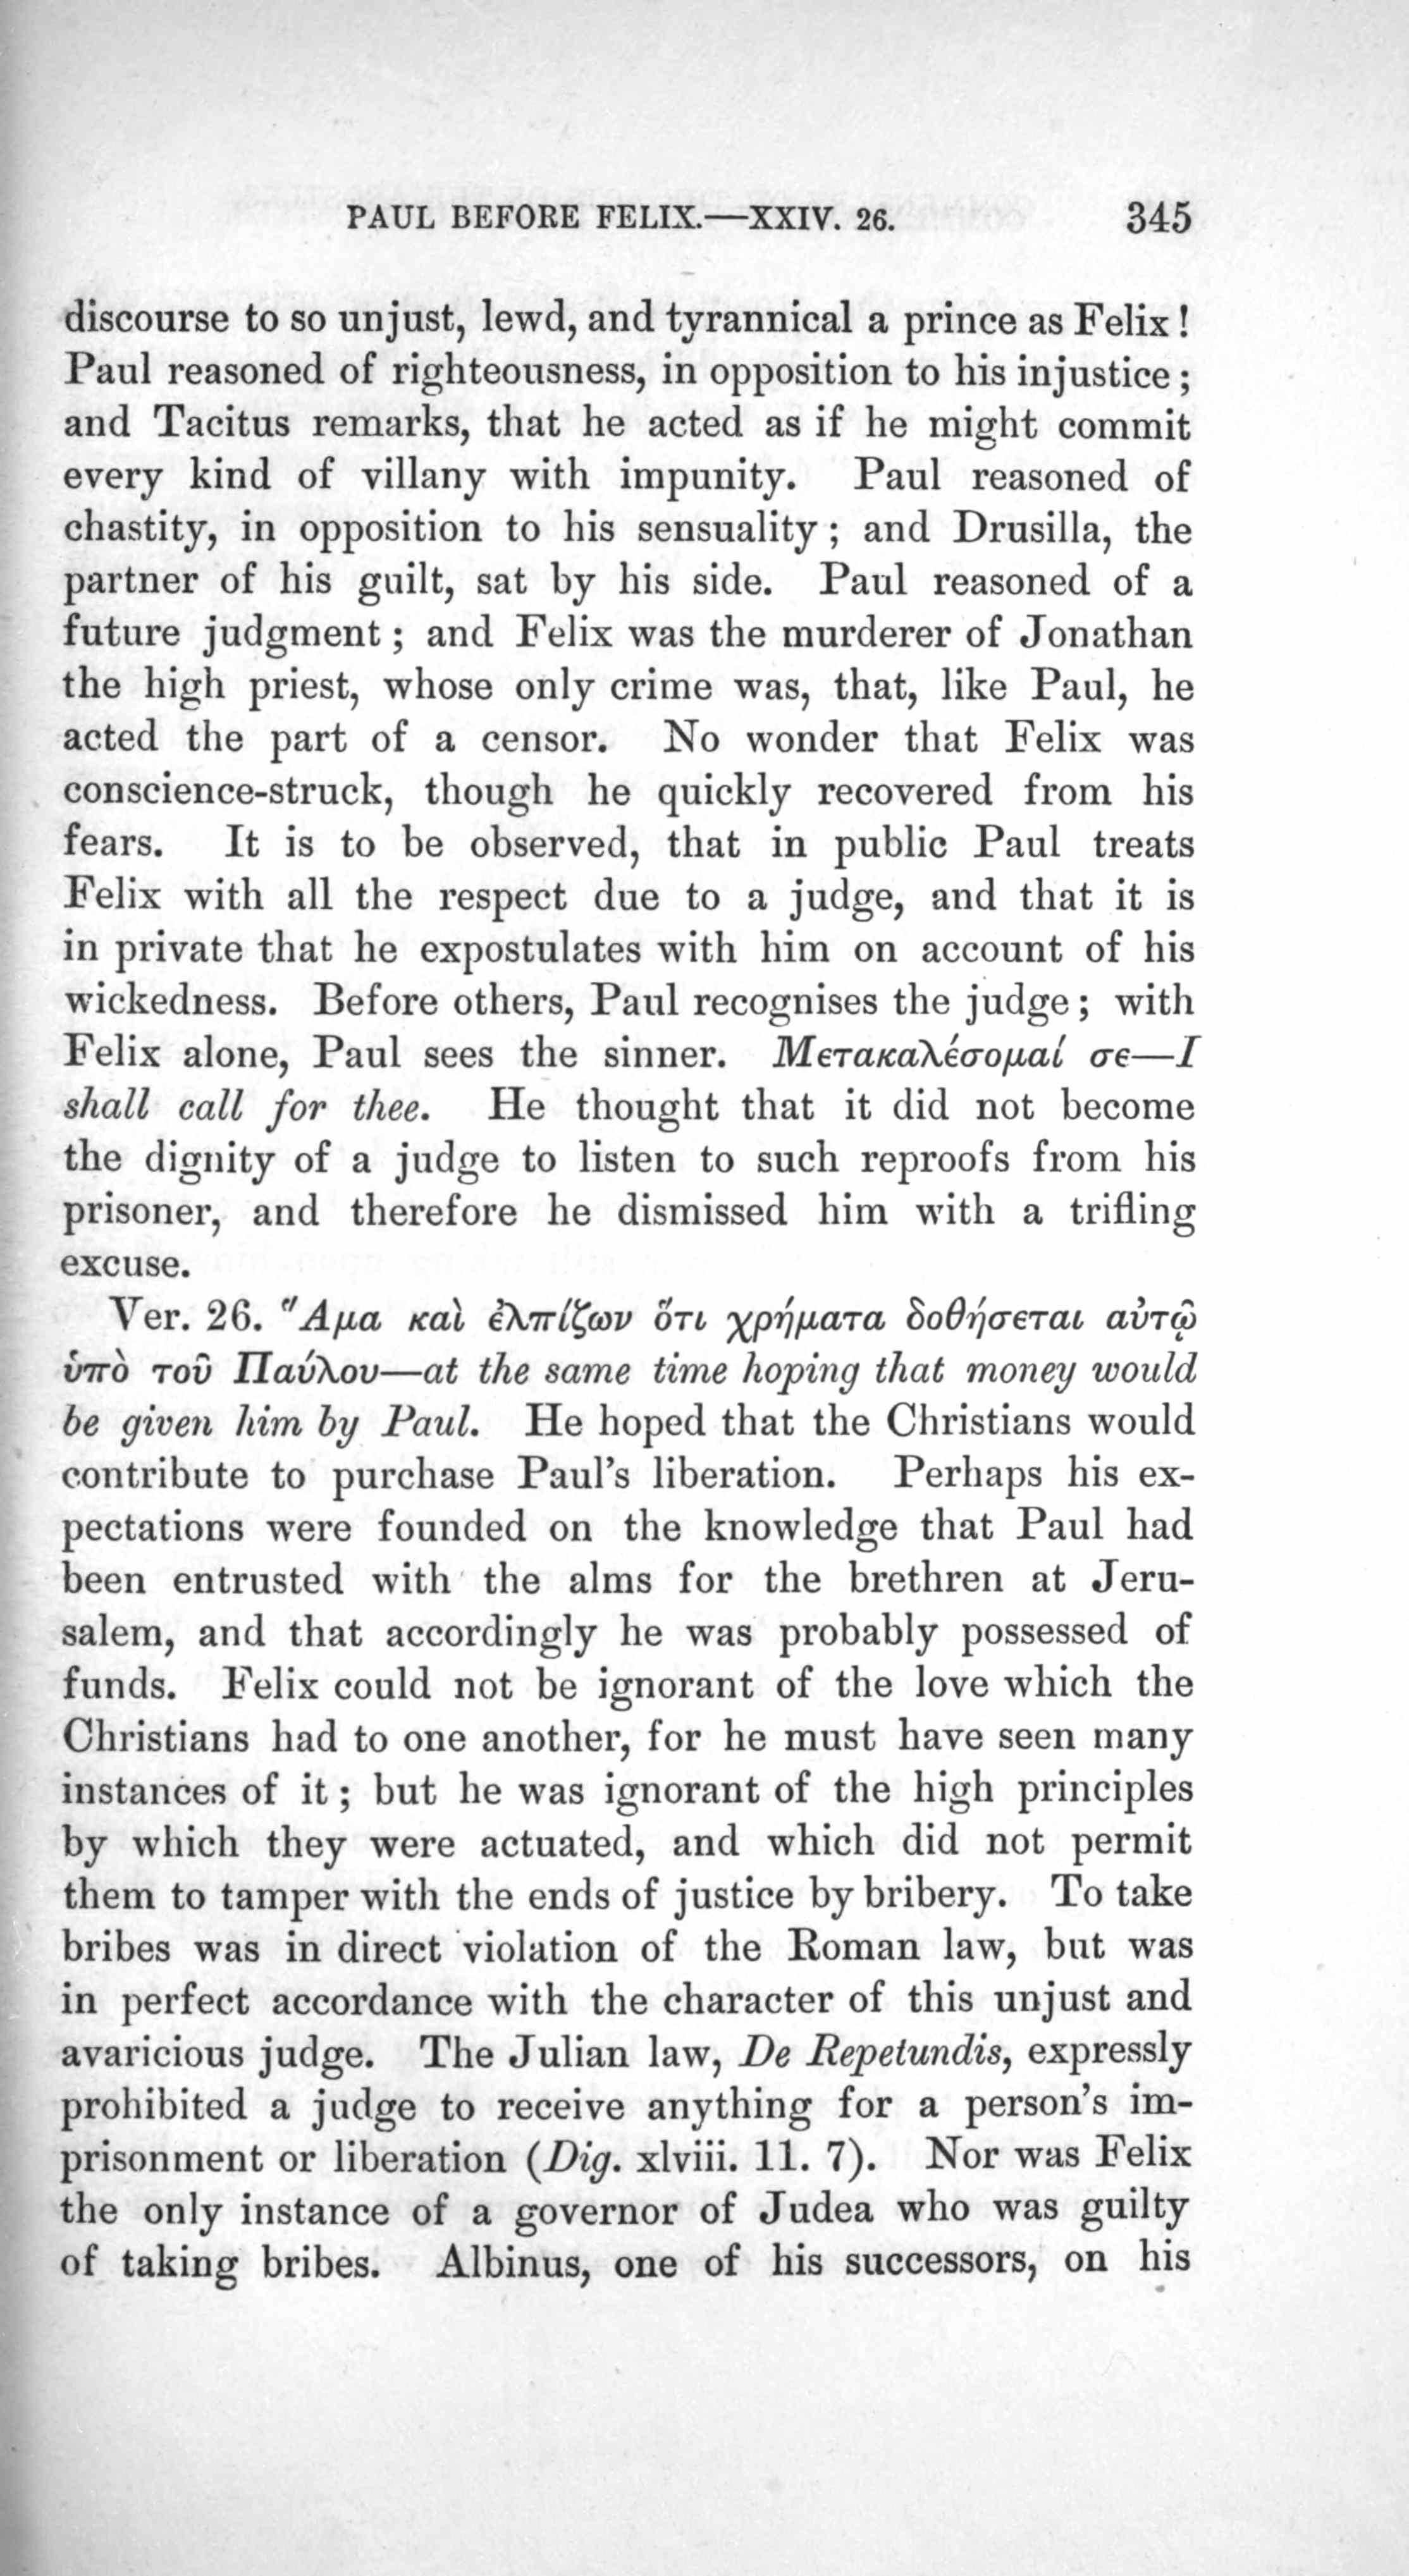 PAUL BEFORE FELIX.—XXIV. 26. 345
discourse to so unjust, lewd, and tyrannical a prince as Felix!
Paul reasoned of righteousness, in opposition to his injustice;
and Tacitus remarks, that he acted as if he might commit
every kind of villany with impunity. Paul reasoned of
chastity, in opposition to his sensuality; and Drusilla, the
partner of his guilt, sat by his side. Paul reasoned of a
future judgment; and Felix was the murderer of Jonathan
the high priest, whose only crime was, that, like Paul, he
acted the part of a censor. No wonder that Felix was
conscience-struck, though he quickly recovered from his
fears. It is to be observed, that in public Paul treats
Felix with all the respect due to a judge, and that it is
in private that he expostulates with him on account of his
wickedness. Before others, Paul recognises the judge; with
Felix alone, Paul sees the sinner. Μετακαλέσομαί σε—I
shall call for thee. He thought that it did not become
the dignity of a judge to listen to such reproofs from his
prisoner, and therefore he dismissed him with a trifling
excuse.
Ver. 26. Ἅμα καὶ ἐλπίζων ὅτι χρήματα δοθήσεται αὐτῷ
ὑπὸ τοῦ Παύλου—at the same time hoping that money would
be given him by Paul. He hoped that the Christians would
contribute to purchase Paul's liberation. Perhaps his ex-
pectations were founded on the knowledge that Paul had
been entrusted with the alms for the brethren at Jeru-
salem, and that accordingly he was probably possessed of
funds. Felix could not be ignorant of the love which the
Christians had to one another, for he must have seen many
instances of it; but he was ignorant of the high principles
by which they were actuated, and which did not permit
them to tamper with the ends of justice by bribery. To take
bribes was in direct violation of the Roman law, but was
in perfect accordance with the character of this unjust and
avaricious judge. The Julian law, De Repetundis, expressly
prohibited a judge to receive anything for a person's im-
prisonment or liberation (Dig. xlviii. 11. 7). Nor was Felix
the only instance of a governor of Judea who was guilty
of taking bribes. Albinus, one of his successors, on his